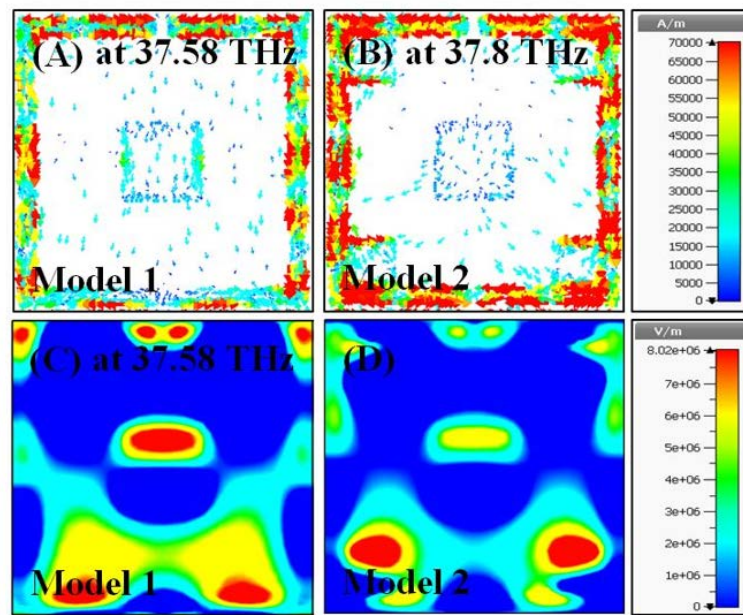 (A) at 37.58 THz
Model 1
(B) at 37.8 THz
Model 2
A/m
70000
65000
60000
55000
50000
45000
40000
35000
30000
25000
20000
15000
10000
5000
0
(C) at 37.58 THz
Model 1
(D)
Model 2
V/m
8.02e+06
7e+06
6e+06
5e+06
4e+06
3e+06
2e+06
1e+06
0